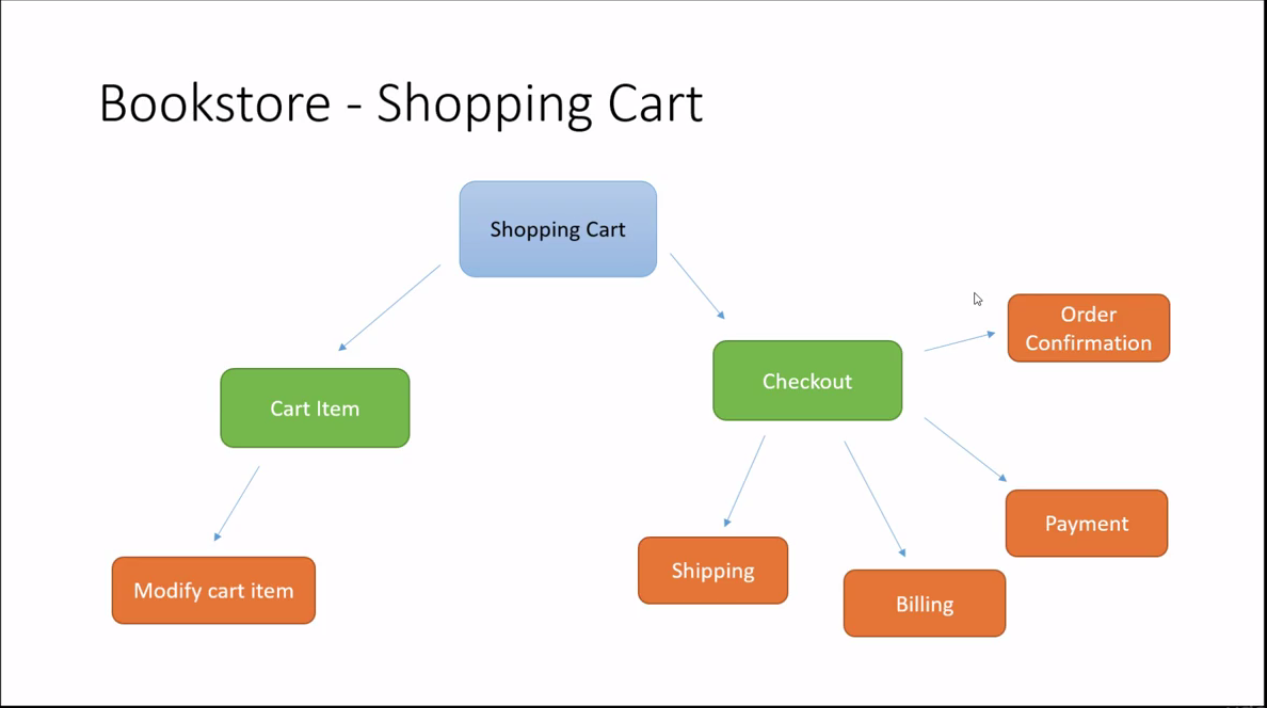 Bookstore - Shopping Cart
Shopping Cart
Order
Confirmation
Checkout
Cart Item
Payment
Shipping
Modify cart item
Billing